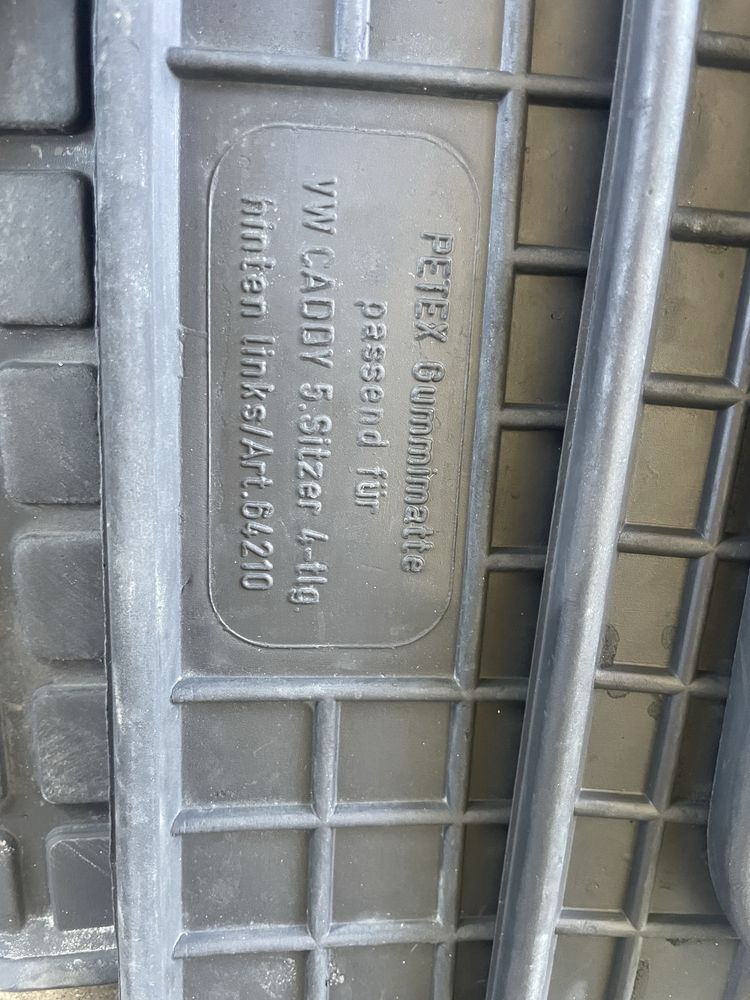 PETEX Gummimatte
passend für
VW CADDY 5.Sitzer 4-tlg.
hinten links/Art.64210